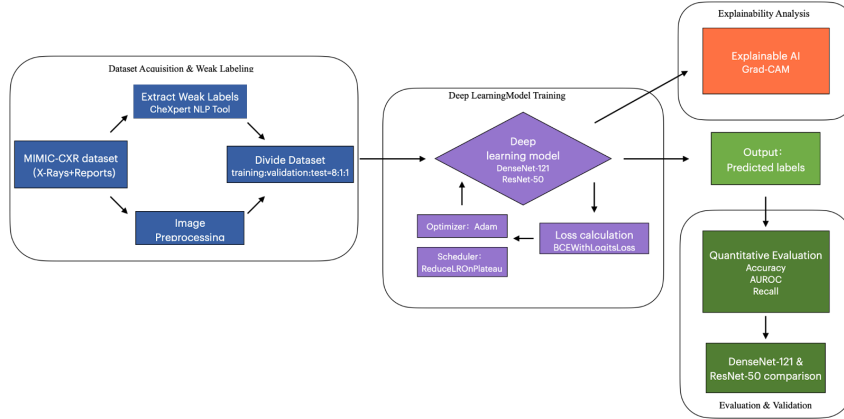 Explainability Analysis
Explainable AI
Grad-CAM
Dataset Acquisition & Weak Labeling
Extract Weak Labels
CheXpert NLP Tool
MIMIC-CXR dataset
(X-Rays+Reports)
Divide Dataset
training:validation:test=8:1:1
Image
Preprocessing
Deep LearningModel Training
Deep
learning model
DenseNet-121
ResNet-50
Optimizer：Adam
Scheduler：
ReduceLROnPlateau
Loss calculation
BCEWithLogitsLoss
Output：
Predicted labels
Quantitative Evaluation
Accuracy
AUROC
Recall
DenseNet-121 &
ResNet-50 comparison
Evaluation & Validation